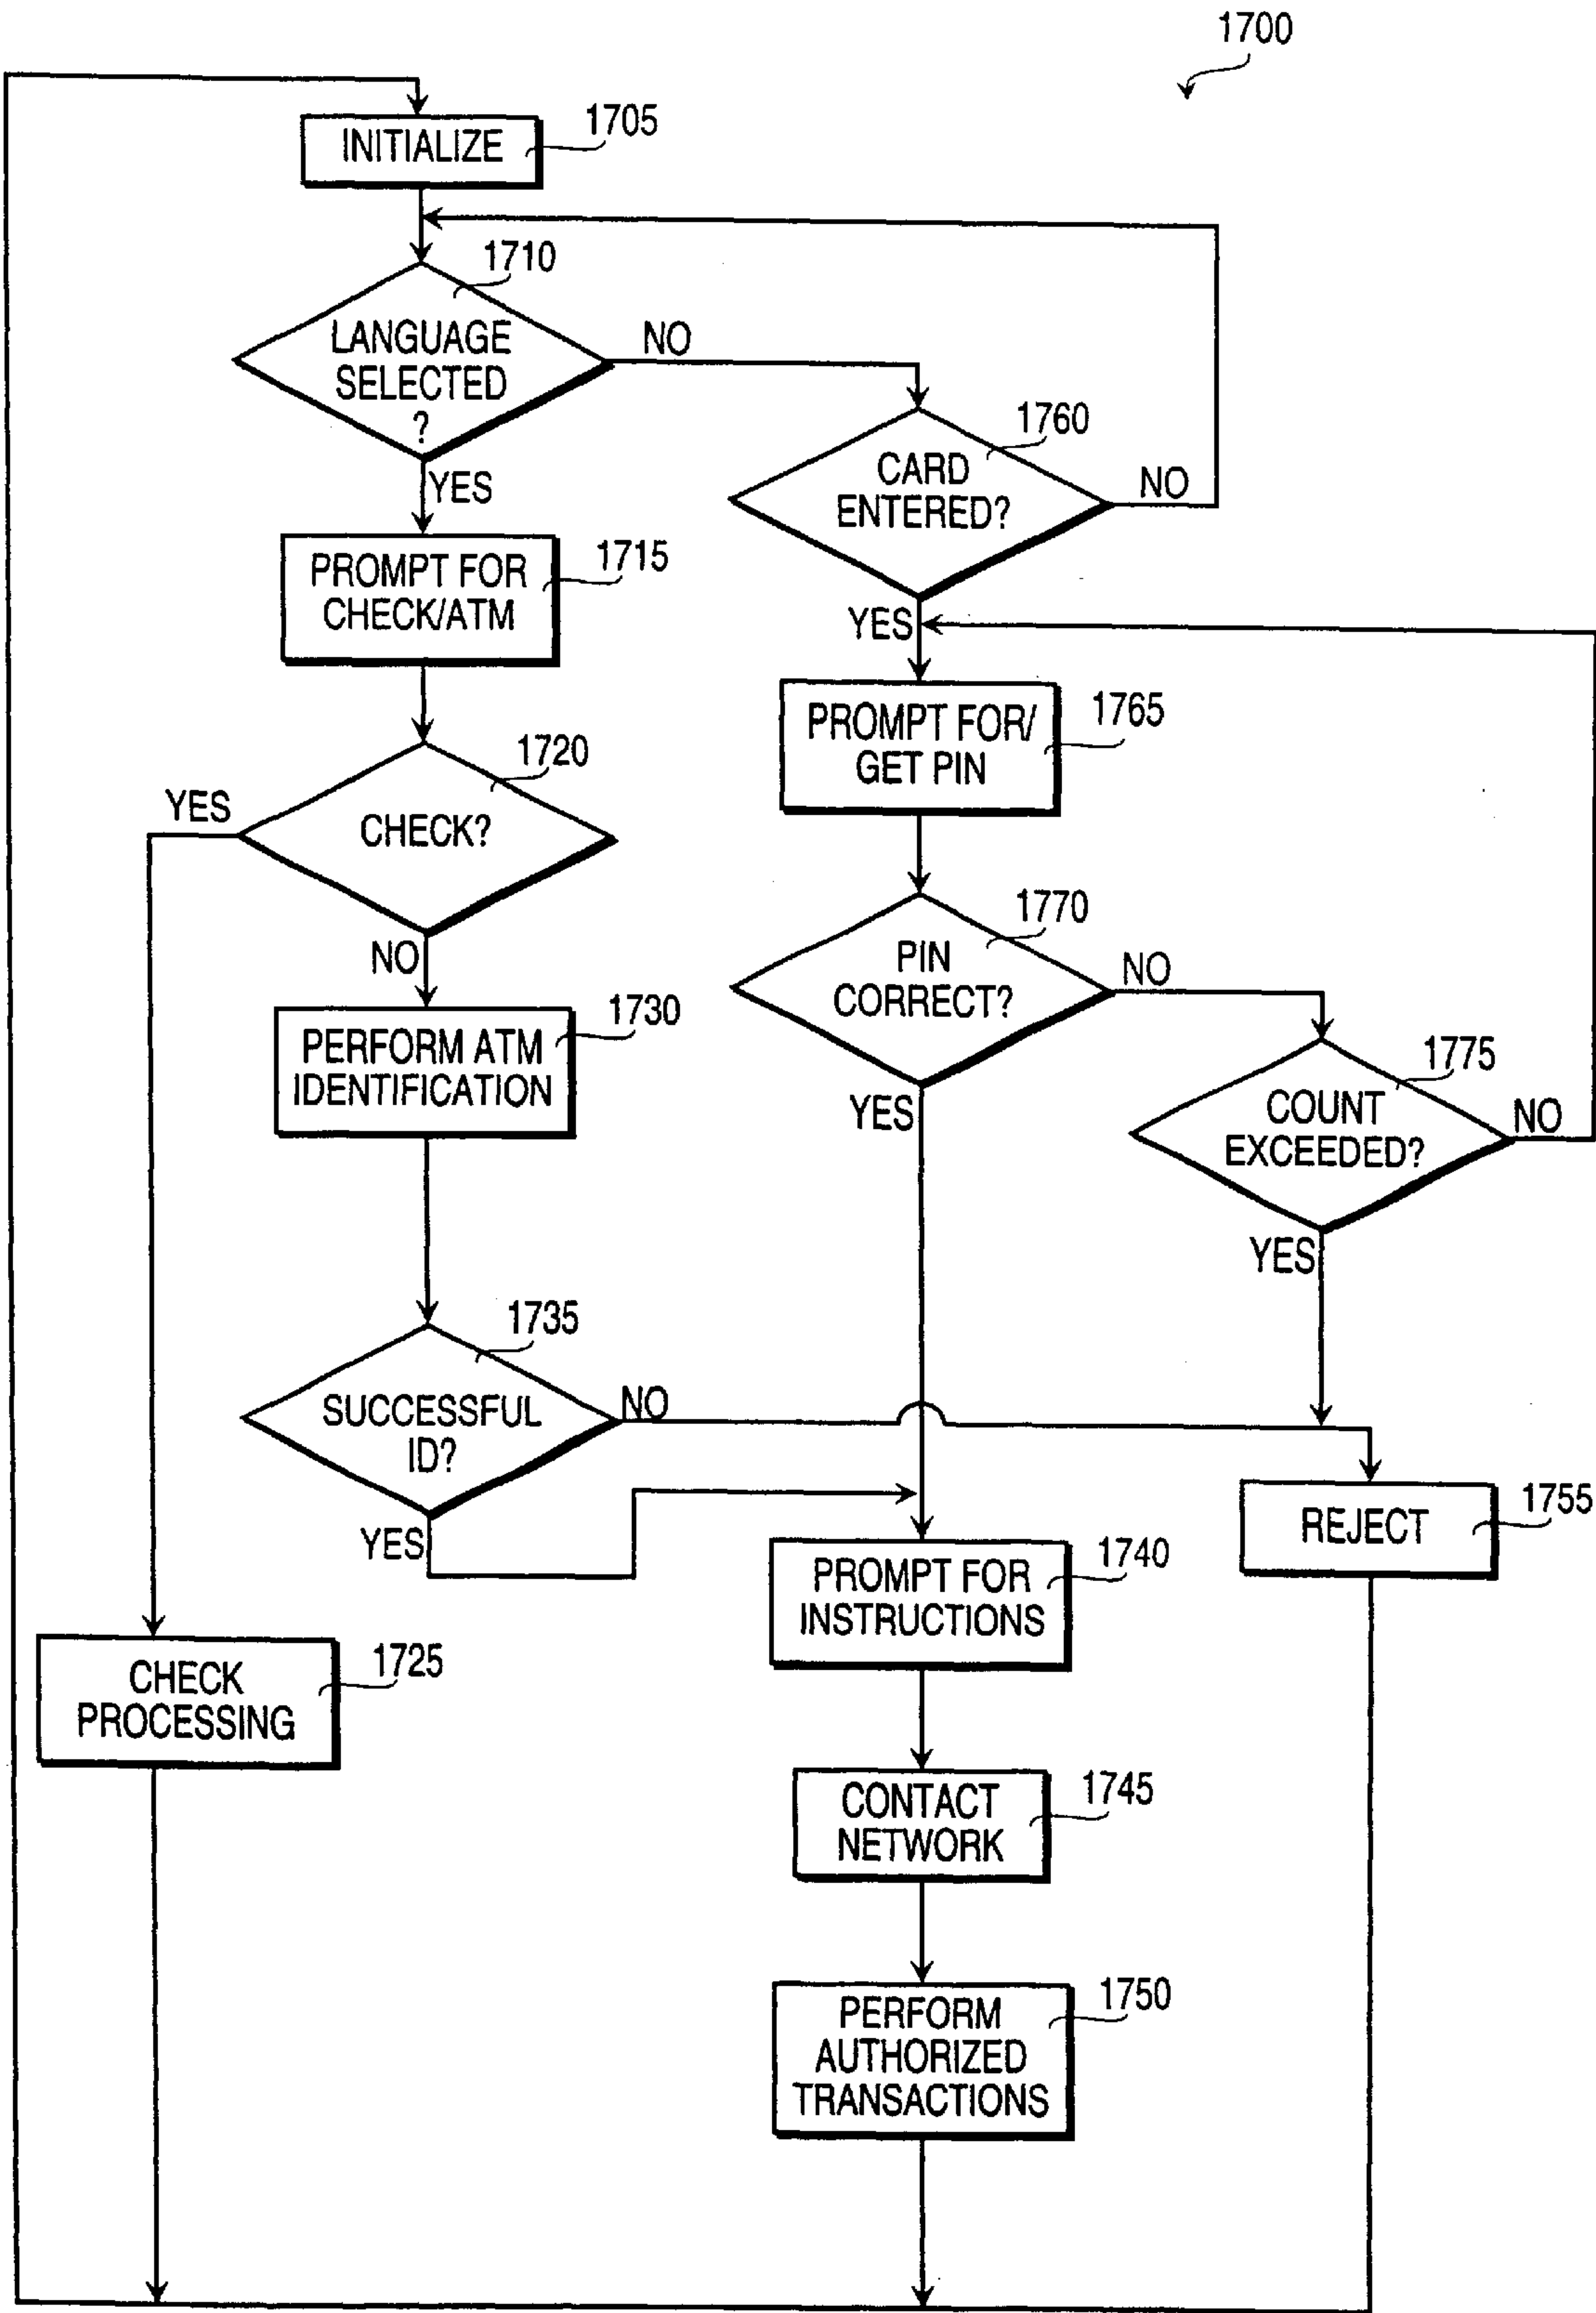 1700
INITIALIZE
1705
1710
LANGUAGE
SELECTED
?
NO
YES
1760
CARD
ENTERED?
NO
YES
PROMPT FOR
CHECK/ATM
1715
PROMPT FOR/
GET PIN
1765
1720
CHECK?
YES
NO
1770
PIN
CORRECT?
NO
YES
PERFORM ATM
IDENTIFICATION
1730
1775
COUNT
EXCEEDED?
NO
YES
1735
SUCCESSFUL
ID?
NO
YES
REJECT
1755
PROMPT FOR
INSTRUCTIONS
1740
CHECK
PROCESSING
1725
CONTACT
NETWORK
1745
PERFORM
AUTHORIZED
TRANSACTIONS
1750